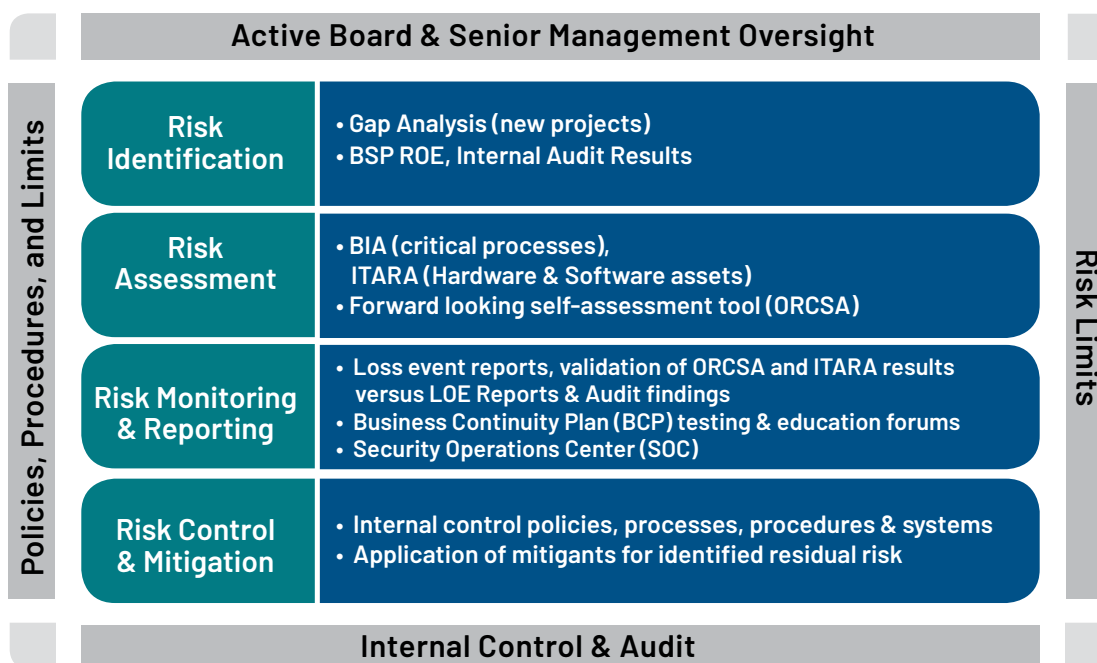 Active Board & Senior Management Oversight
Policies, Procedures, and Limits
Risk
Identification
• Gap Analysis (new projects)
• BSP ROE, Internal Audit Results
Risk
Assessment
• BIA (critical processes),
ITARA (Hardware & Software assets)
• Forward looking self-assessment tool (ORCSA)
Risk Monitoring
& Reporting
• Loss event reports, validation of ORCSA and ITARA results
versus LOE Reports & Audit findings
• Business Continuity Plan (BCP) testing & education forums
• Security Operations Center (SOC)
Risk Control
& Mitigation
• Internal control policies, processes, procedures & systems
• Application of mitigants for identified residual risk
Risk Limits
Internal Control & Audit